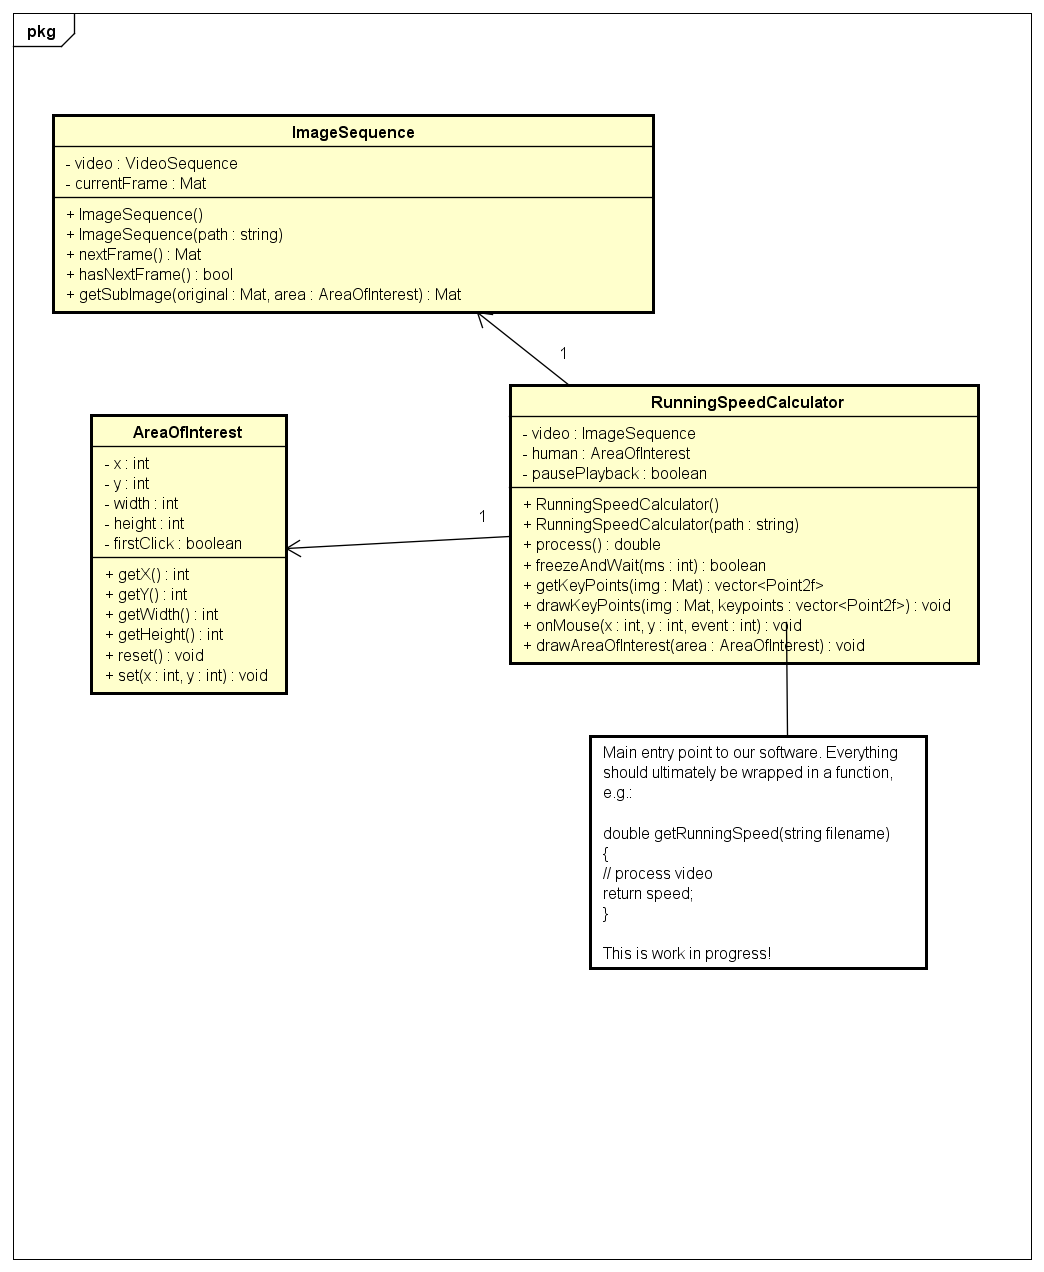 pkg
ImageSequence
- video : VideoSequence
- currentFrame : Mat
+ ImageSequence()
+ ImageSequence(path : string)
+ nextFrame() : Mat
+ hasNextFrame() : bool
+ getSubImage(original : Mat, area : AreaOfInterest) : Mat
1
AreaOfInterest
- x : int
- y : int
- width : int
- height : int
- firstClick : boolean
+ getX() : int
+ getY() : int
+ getWidth() : int
+ getHeight() : int
+ reset() : void
+ set(x : int, y : int) : void
1
RunningSpeedCalculator
- video : ImageSequence
- human : AreaOfInterest
- pausePlayback : boolean
+ RunningSpeedCalculator()
+ RunningSpeedCalculator(path : string)
+ process() : double
+ freezeAndWait(ms : int) : boolean
+ getKeyPoints(img : Mat) : vector<Point2f>
+ drawKeyPoints(img : Mat, keypoints : vector<Point2f>) : void
+ onMouse(x : int, y : int, event : int) : void
+ drawAreaOfInterest(area : AreaOfInterest) : void
Main entry point to our software. Everything
should ultimately be wrapped in a function,
e.g.:
double getRunningSpeed(string filename)
{
// process video
return speed;
}
This is work in progress!